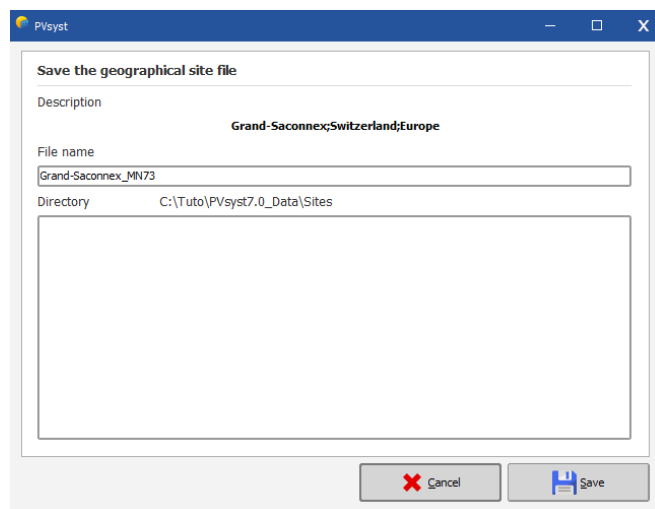 PVsyst
Save the geographical site file
Description
Grand-Saconnex;Switzerland;Europe
File name
Grand-Saconnex_MN73
Directory C:\Tuto\PVsyst7.0_Data\Sites
Cancel Save